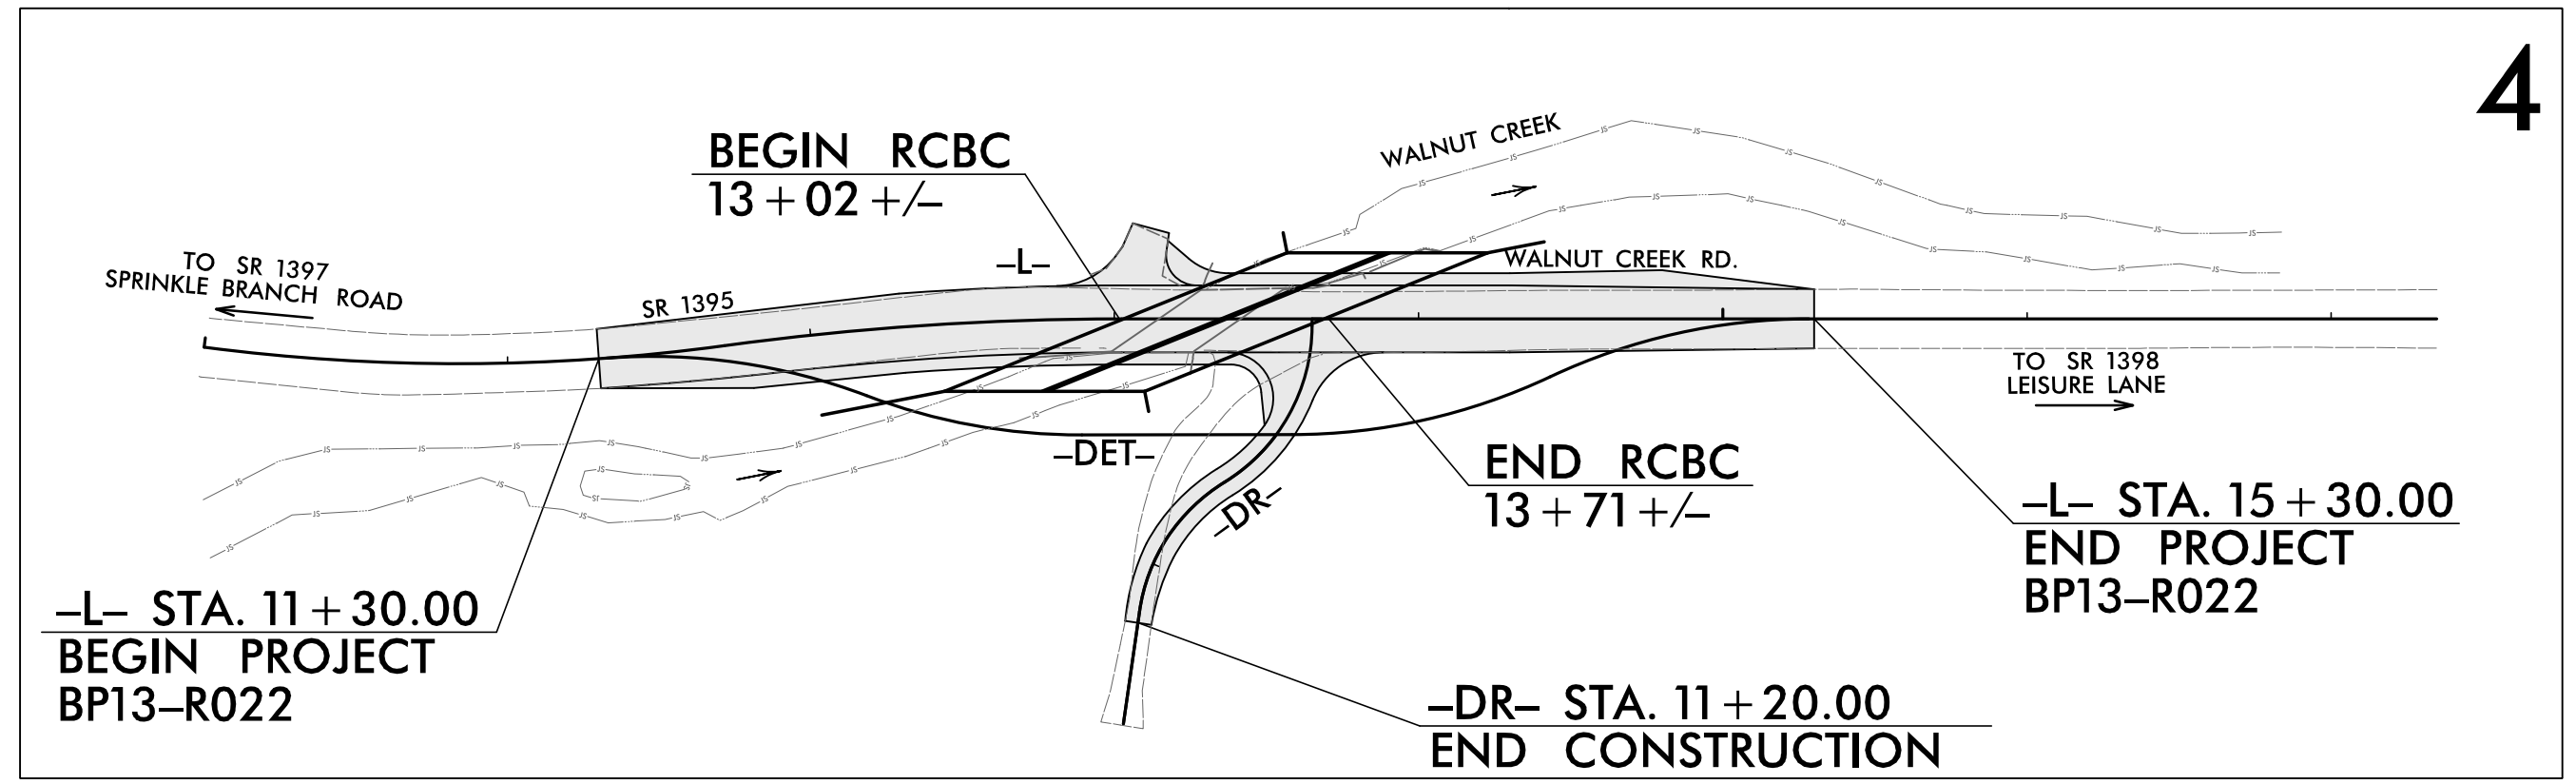 4
WALNUT CREEK
BEGIN RCBC
13+02 +/–
–L–
TO SR 1397
SPRINKLE BRANCH ROAD
SR 1395
WALNUT CREEK RD.
TO SR 1398
LEISURE LANE
–DET–
–DR–
END RCBC
13+71 +/–
–L– STA. 15+30.00
END PROJECT
BP13–R022
–L– STA. 11+30.00
BEGIN PROJECT
BP13–R022
–DR– STA. 11+20.00
END CONSTRUCTION